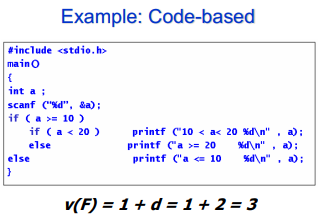 Example: Code-based
#include <stdio.h>
main()
{
int a ;
scanf ("%d", &a);
if ( a >= 10 )
if ( a < 20 ) printf ("10 < a< 20 %d\n" , a);
else printf ("a >= 20 %d\n" , a);
else printf ("a <= 10 %d\n" , a);
}
v(F) = 1 + d = 1 + 2 = 3